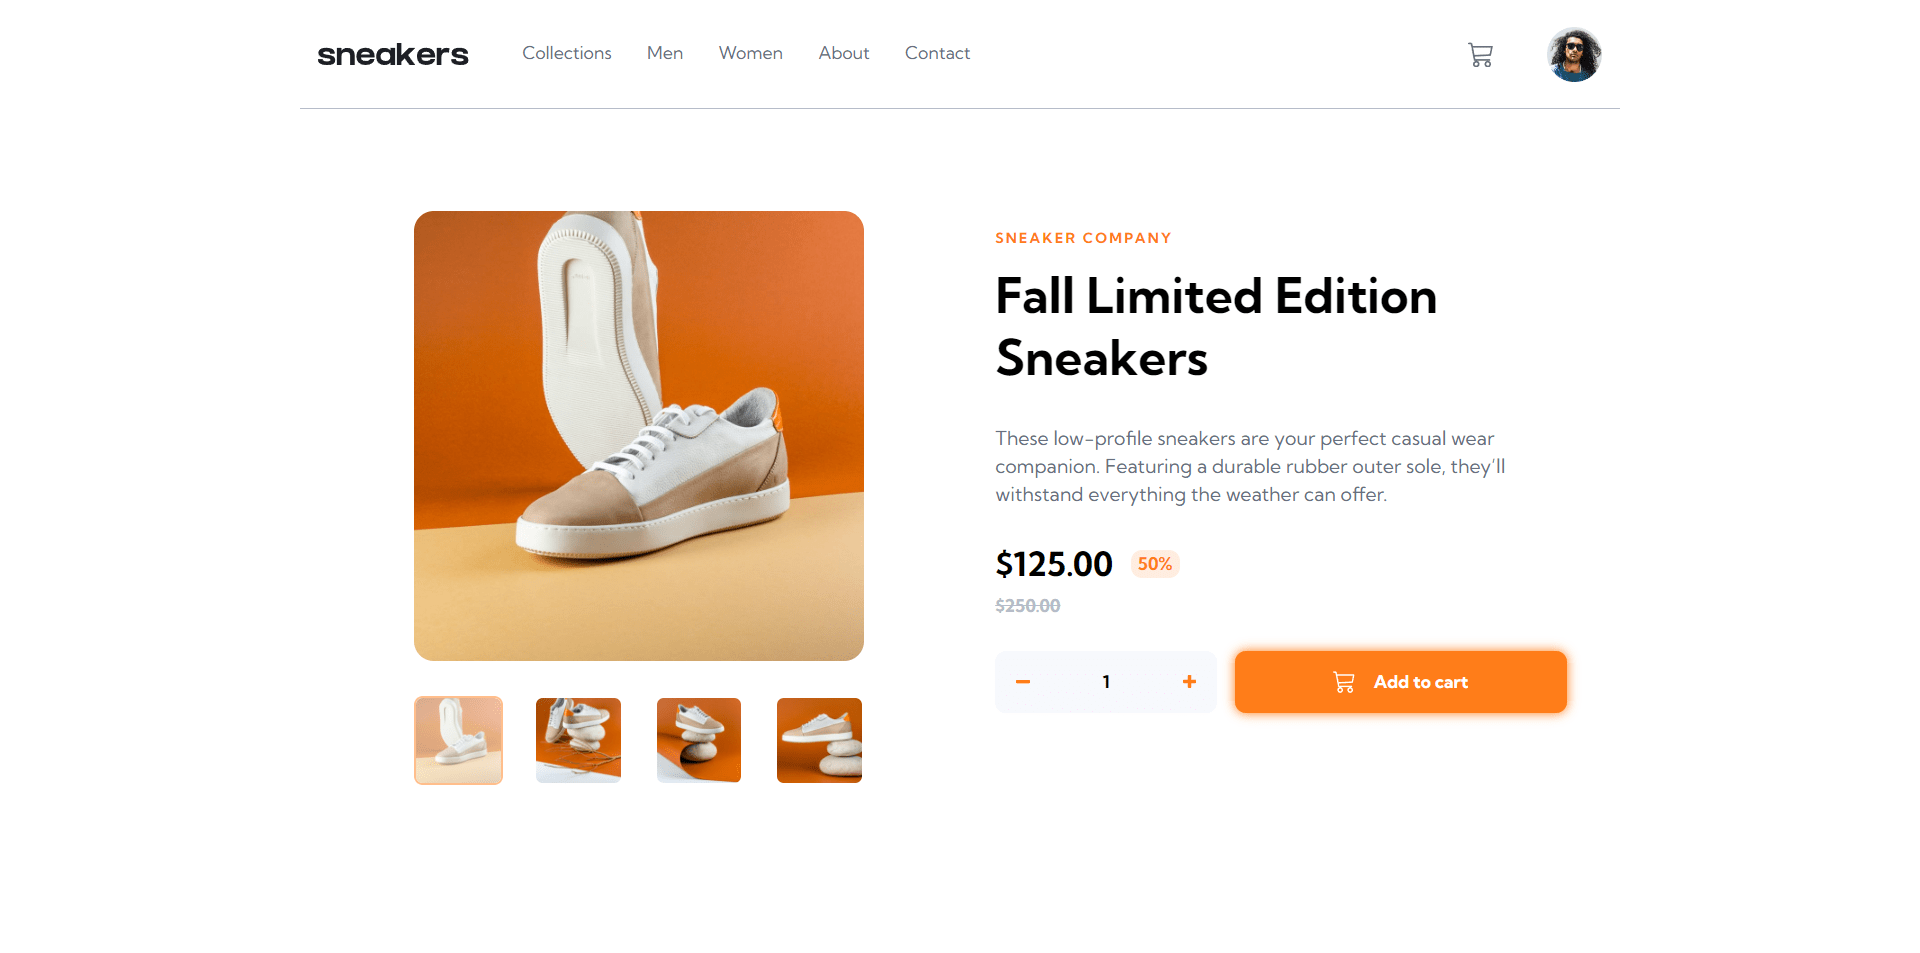 sneakers
Collections Men Women About Contact
SNEAKER COMPANY
Fall Limited Edition
Sneakers
These low-profile sneakers are your perfect casual wear
companion. Featuring a durable rubber outer sole, they’ll
withstand everything the weather can offer.
$125.00 50%
$250.00
1
Add to cart